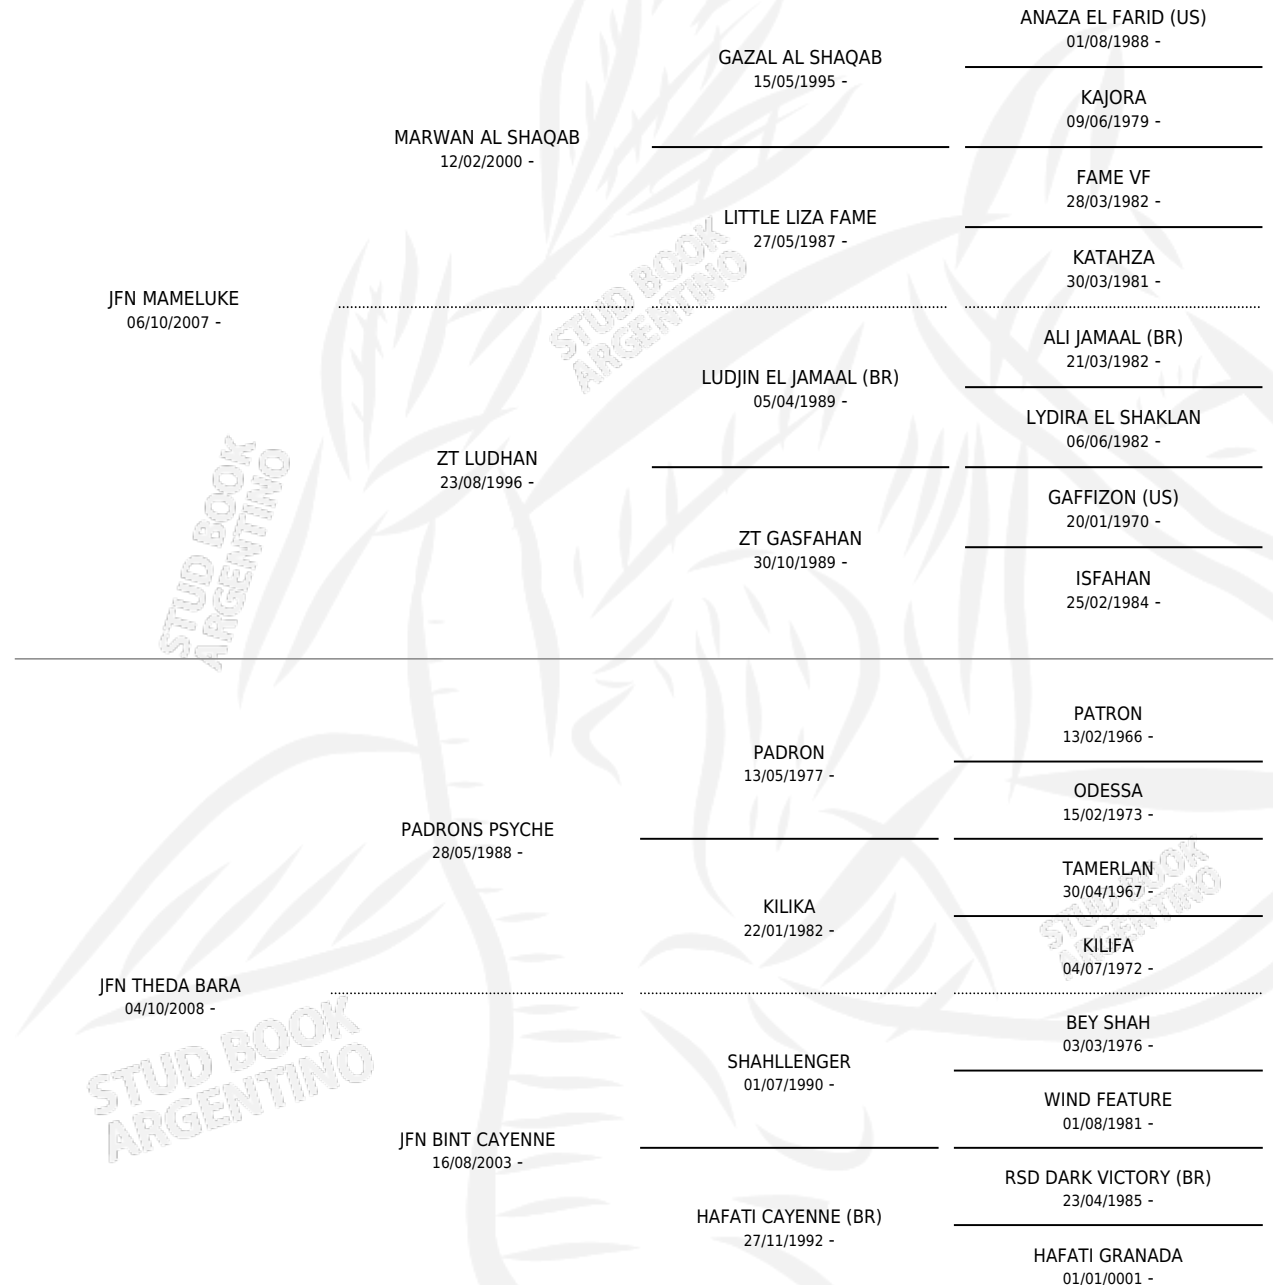 ANAZA EL FARID (US)
01/08/1988 -
GAZAL AL SHAQAB
15/05/1995 -
KAJORA
09/06/1979 -
MARWAN AL SHAQAB
12/02/2000 -
FAME VF
28/03/1982 -
LITTLE LIZA FAME
27/05/1987 -
KATAHZA
30/03/1981 -
JFN MAMELUKE
06/10/2007 -
STUD BOOK
ARGENTINO
ALI JAMAAL (BR)
21/03/1982 -
LUDJIN EL JAMAAL (BR)
05/04/1989 -
LYDIRA EL SHAKLAN
06/06/1982 -
ZT LUDHAN
23/08/1996 -
GAFFIZON (US)
20/01/1970 -
ZT GASFAHAN
30/10/1989 -
ISFAHAN
25/02/1984 -
STUD BOOK
ARGENTINO
PATRON
13/02/1966 -
PADRON
13/05/1977 -
ODESSA
15/02/1973 -
PADRONS PSYCHE
28/05/1988 -
TAMERLAN
30/04/1967 -
KILIKA
22/01/1982 -
KILIFA
04/07/1972 -
STUD BOOK
ARGENTINO
JFN THEDA BARA
04/10/2008 -
BEY SHAH
03/03/1976 -
SHAHLLENGER
01/07/1990 -
WIND FEATURE
01/08/1981 -
STUD BOOK
ARGENTINO
JFN BINT CAYENNE
16/08/2003 -
RSD DARK VICTORY (BR)
23/04/1985 -
HAFATI CAYENNE (BR)
27/11/1992 -
HAFATI GRANADA
01/01/0001 -